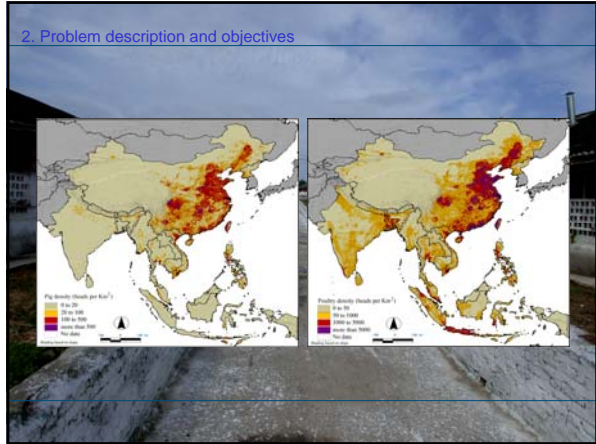 2. Problem description and objectives
Pig density (heads per Km²)
0 to 20
20 to 100
100 to 500
more than 500
No data
Poultry density (heads per Km²)
0 to 50
50 to 1000
1000 to 5000
more than 5000
No data